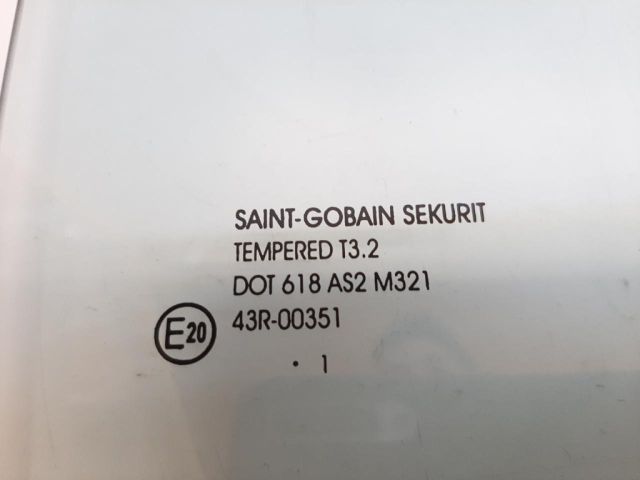 SAINT-GOBAIN SEKURIT
TEMPERED T3.2
DOT 618 AS2 M321
E20 43R-00351
· 1